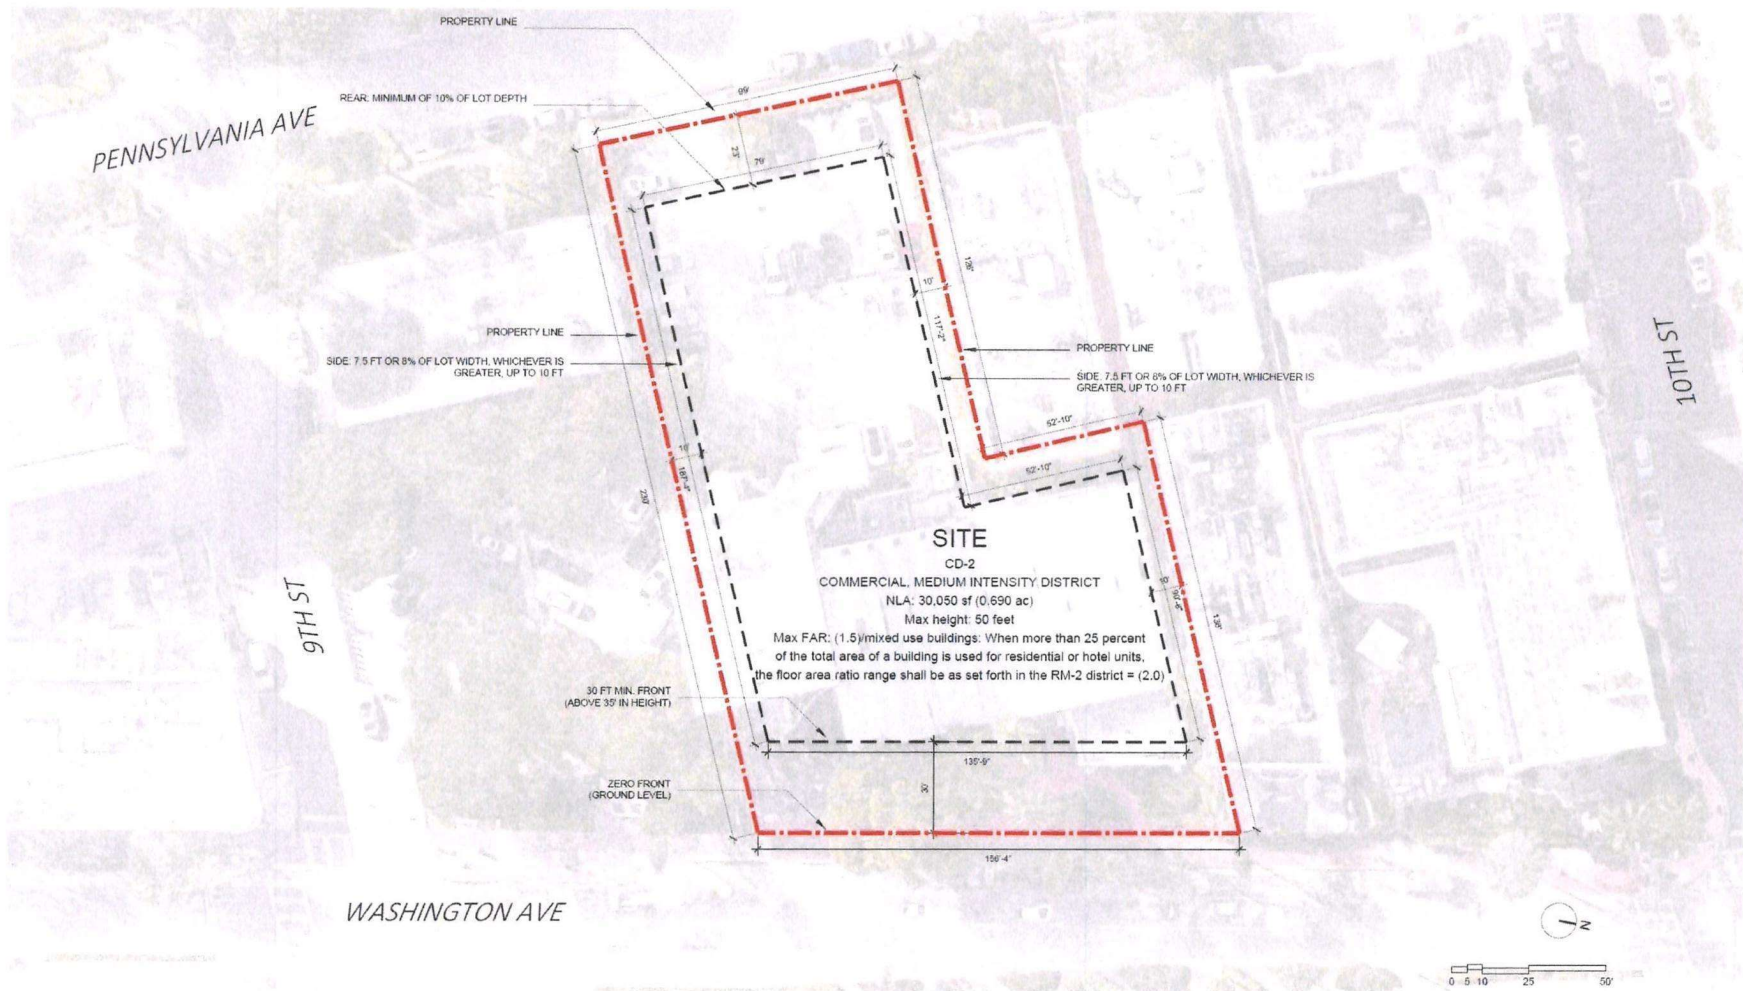 PROPERTY LINE
REAR: MINIMUM OF 10% OF LOT DEPTH
PENNSYLVANIA AVE
99'
23'
79'
128'
10'
117'-2"
PROPERTY LINE
SIDE: 7.5 FT OR 8% OF LOT WIDTH, WHICHEVER IS
GREATER, UP TO 10 FT
PROPERTY LINE
SIDE: 7.5 FT OR 8% OF LOT WIDTH, WHICHEVER IS
GREATER, UP TO 10 FT
10TH ST
52'-10"
52'-10"
10'
187'-4"
SITE
CD-2
COMMERCIAL, MEDIUM INTENSITY DISTRICT
NLA: 30,050 sf (0.690 ac)
Max height: 50 feet
Max FAR: (1.5)/mixed use buildings: When more than 25 percent
of the total area of a building is used for residential or hotel units,
the floor area ratio range shall be as set forth in the RM-2 district = (2.0)
10'
9TH ST
30 FT MIN. FRONT
(ABOVE 35' IN HEIGHT)
135'-9"
30'
ZERO FRONT
(GROUND LEVEL)
156'-4"
WASHINGTON AVE
N
0 5 10 25 50'